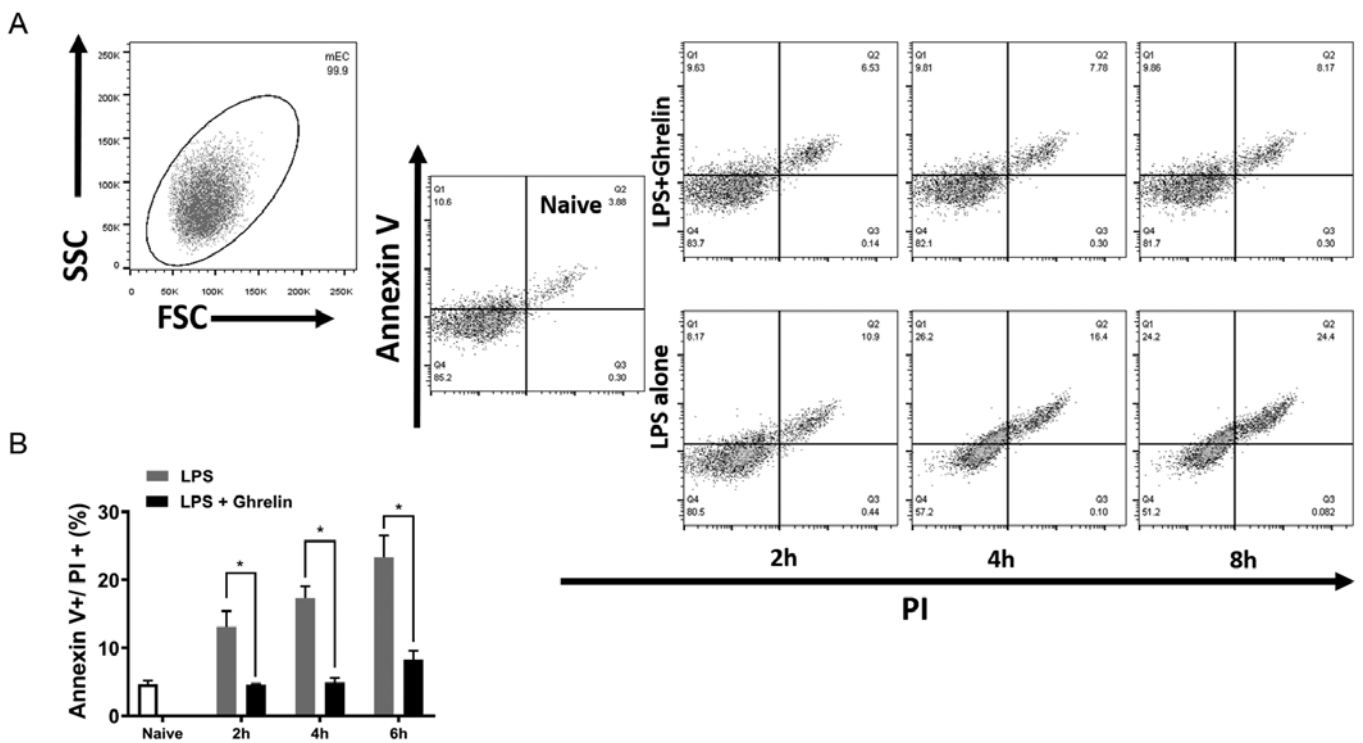 A
SSC
250K
200K
150K
100K
50K
0
mEC
99.9
0 50K 100K 150K 200K 250K
FSC
Annexin V
Q1
10.6
Naive
Q2
3.88
Q4
85.2
Q3
0.30
LPS+Ghrelin
Q1
9.63
Q2
6.53
Q4
83.7
Q3
0.14
Q1
9.81
Q2
7.78
Q4
82.1
Q3
0.30
Q1
9.86
Q2
8.17
Q4
81.7
Q3
0.30
LPS alone
Q1
8.17
Q2
10.9
Q4
80.5
Q3
0.44
Q1
26.2
Q2
16.4
Q4
57.2
Q3
0.10
Q1
24.2
Q2
24.4
Q4
51.2
Q3
0.082
2h 4h 8h
PI
B
LPS
LPS + Ghrelin
Annexin V+/ PI + (%)
30
20
10
0
*
*
*
Naive 2h 4h 6h